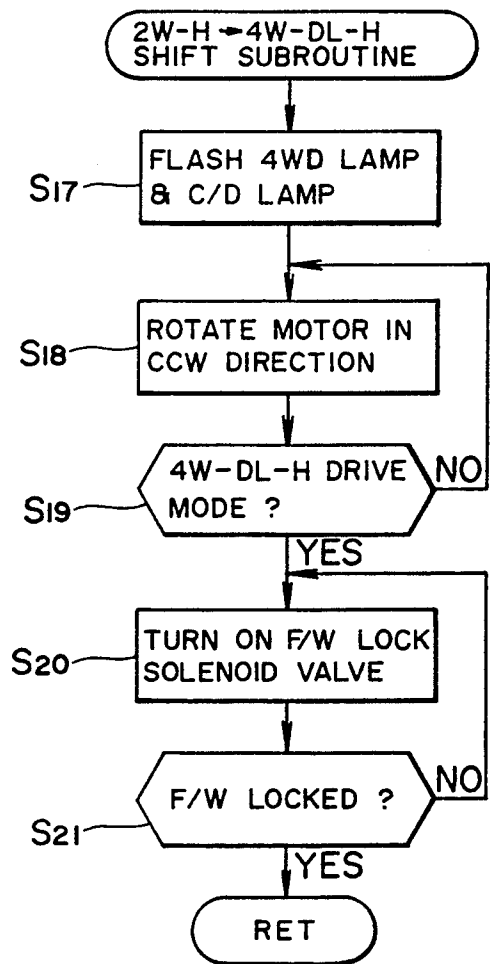 2W-H→4W-DL-H
SHIFT SUBROUTINE
S17
FLASH 4WD LAMP
& C/D LAMP
S18
ROTATE MOTOR IN
CCW DIRECTION
S19
4W-DL-H DRIVE
MODE ?
NO
YES
S20
TURN ON F/W LOCK
SOLENOID VALVE
S21
F/W LOCKED ?
NO
YES
RET